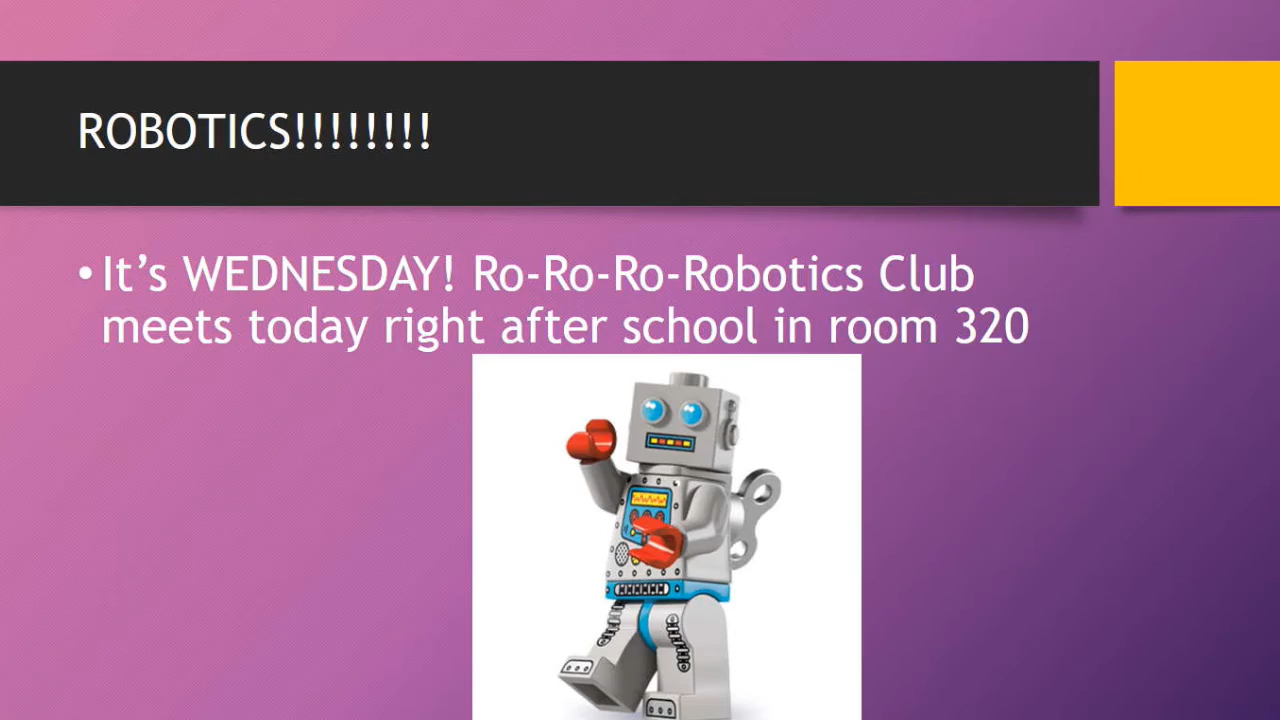 ROBOTICS!!!!!!!!
•It’s WEDNESDAY! Ro-Ro-Ro-Robotics Club
meets today right after school in room 320